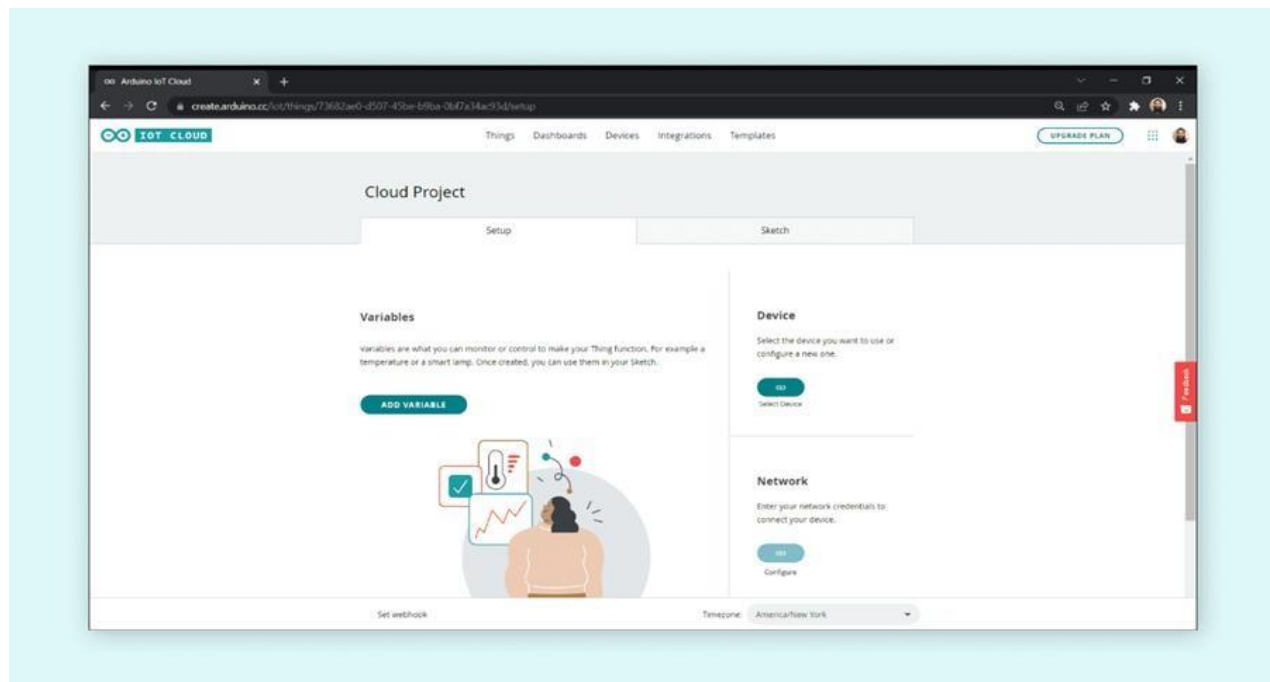 Arduino IoT Cloud
create.arduino.cc/iot/things/73682ae0-d507-45be-b9ba-0bf7a34ac93d/setup
IOT CLOUD
Things Dashboards Devices Integrations Templates
UPGRADE PLAN
Cloud Project
Setup
Sketch
Variables
Variables are what you can monitor or control to make your Thing function. For example a
temperature or a smart lamp. Once created, you can use them in your Sketch.
ADD VARIABLE
Device
Select the device you want to use or
configure a new one.
Select Device
Network
Enter your network credentials to
connect your device.
Configure
Feedback
Set webhook
Timezone: America/New York